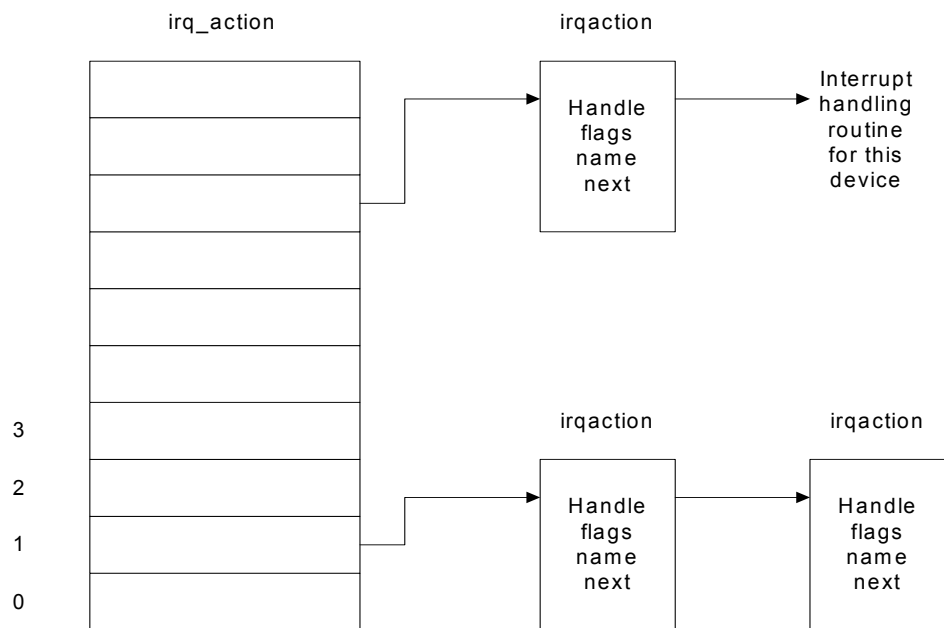 irq_action
irqaction
Handle
flags
name
next
Interrupt
handling
routine
for this
device
3
2
1
0
irqaction
Handle
flags
name
next
irqaction
Handle
flags
name
next